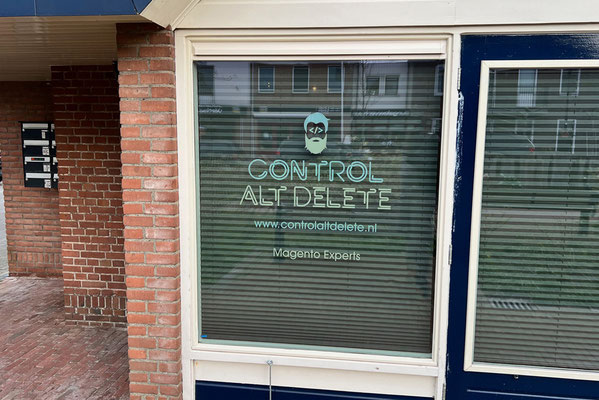 </>
CONTROL
ALT DELETE
www.controlaltdelete.nl
Magento Experts